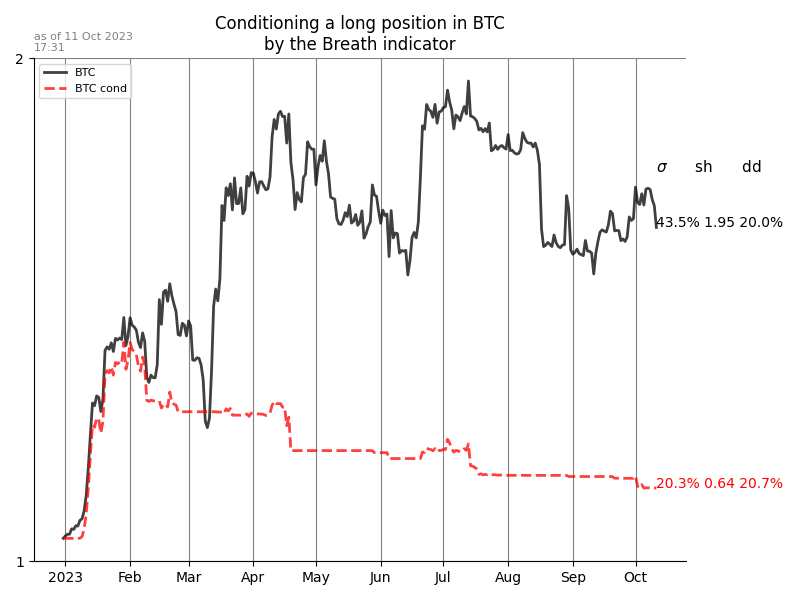 Conditioning a long position in BTC
by the Breath indicator
as of 11 Oct 2023
17:31
2
BTC
BTC cond
σ sh dd
43.5% 1.95 20.0%
20.3% 0.64 20.7%
1
2023 Feb Mar Apr May Jun Jul Aug Sep Oct